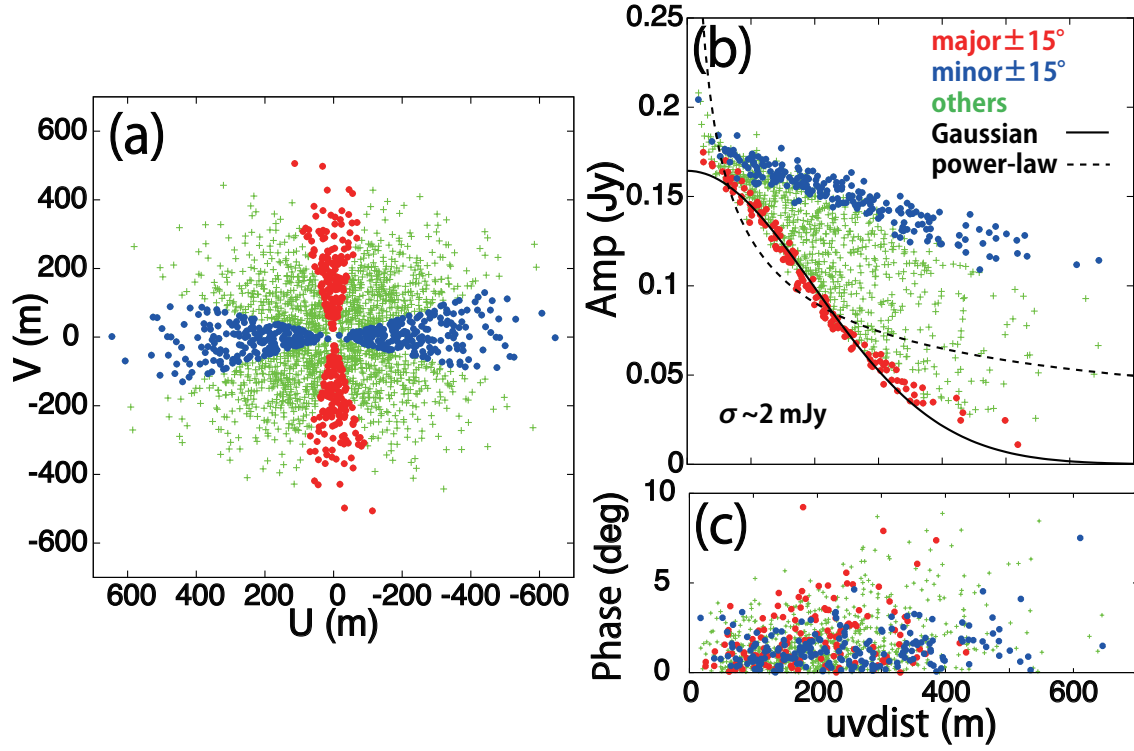 (a)
600
400
200
0
-200
-400
-600
V (m)
600 400 200 0 -200 -400 -600
U (m)
(b)
0.25
0.2
0.15
0.1
0.05
0
Amp (Jy)
major±15°
minor±15°
others
Gaussian
power-law
σ ~2 mJy
(c)
10
5
0
Phase (deg)
0 200 400 600
uvdist (m)